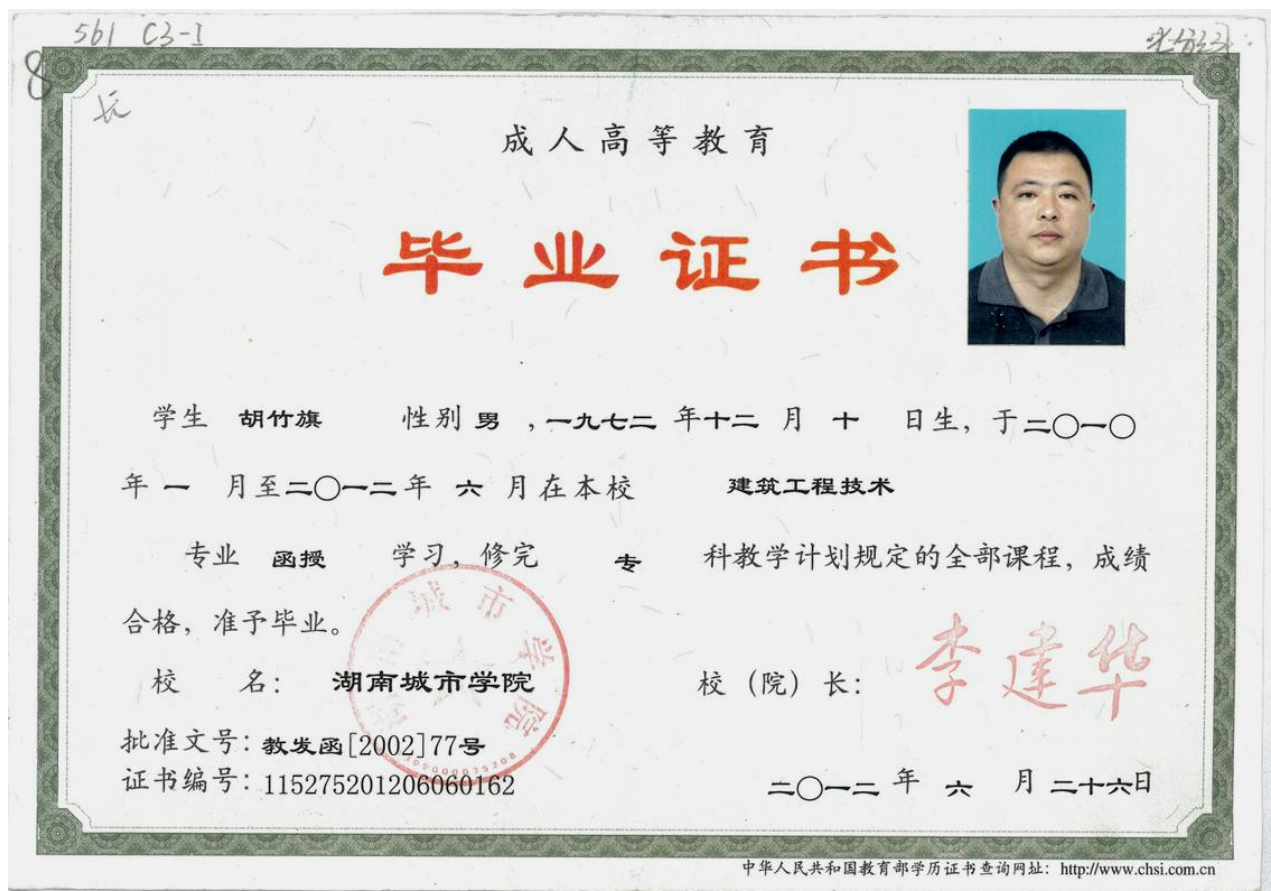 561 C3-1
8
成人高等教育
毕业证书
学生 胡竹旗 性别 男 ,一九七二 年十二 月 十 日生, 于二〇一〇
年 一 月至二〇一二年 六 月在本校 建筑工程技术
专业 函授 学习, 修完 专 科教学计划规定的全部课程, 成绩
合格, 准予毕业。
校 名: 湖南城市学院 校 (院) 长: 李建华
批准文号: 教发函[2002]77号
证书编号: 115275201206060162 二〇一二 年 六 月 二十六日
中华人民共和国教育部学历证书查询网址: http://www.chsi.com.cn